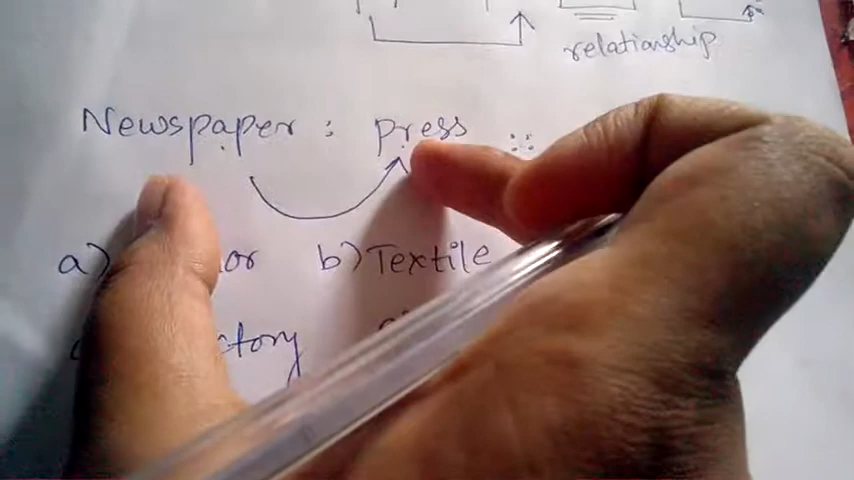 relationship
Newspaper : Press ::
a) b) Textile